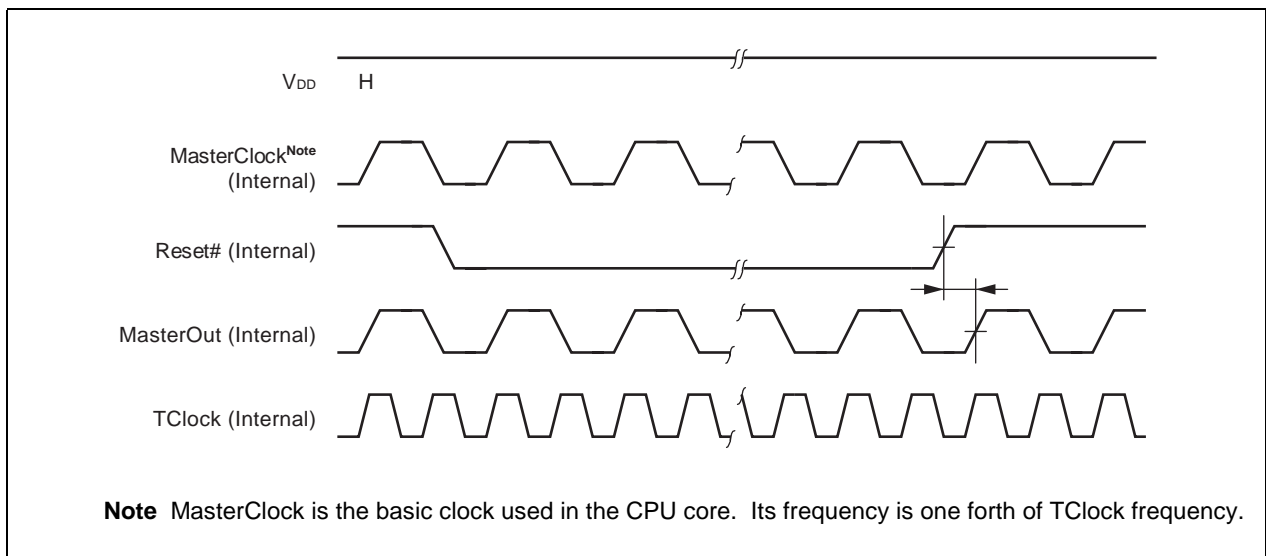 VDD H
MasterClockNote
(Internal)
Reset# (Internal)
MasterOut (Internal)
TClock (Internal)
Note MasterClock is the basic clock used in the CPU core. Its frequency is one forth of TClock frequency.